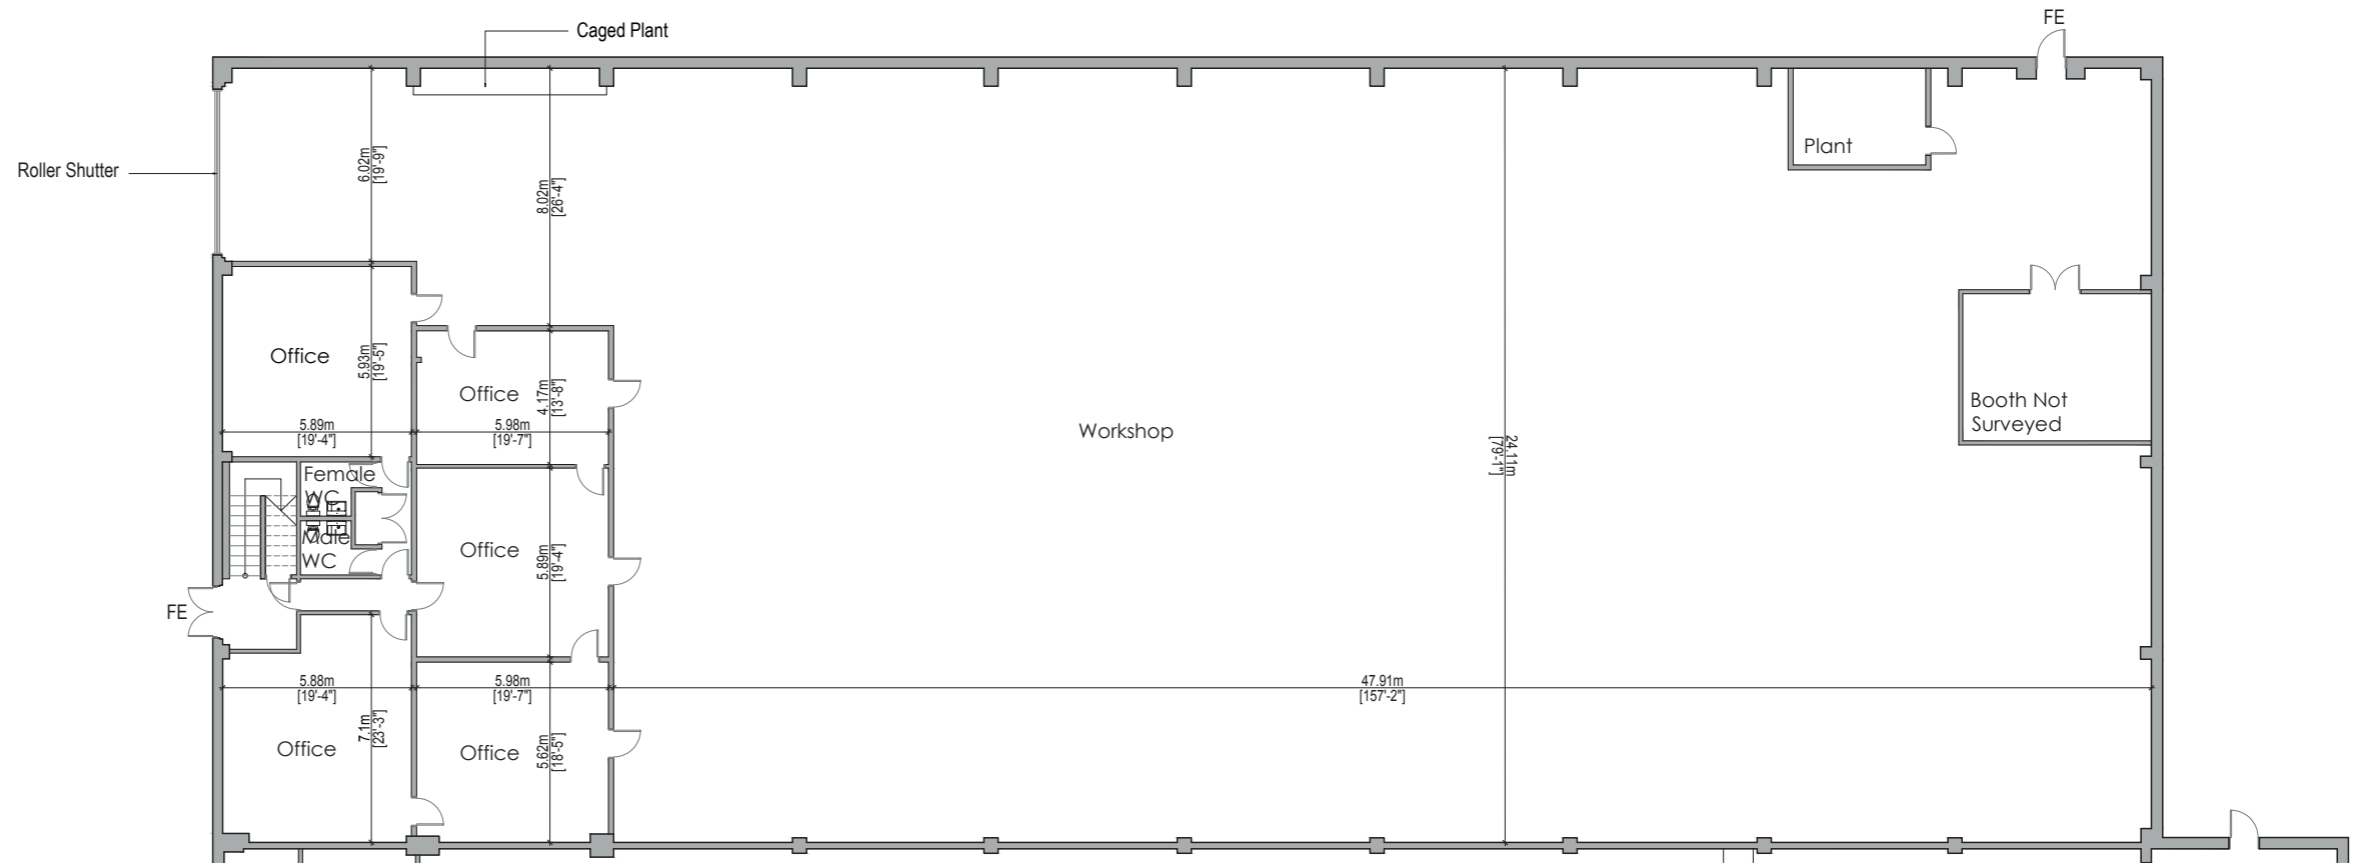 FE
Caged Plant
Plant
Roller Shutter
6.02m
[19'-9"]
8.02m
[26'-4"]
Office
5.93m
[19'-5"]
5.89m
[19'-4"]
Office
4.17m
[13'-8"]
5.98m
[19'-7"]
Workshop
24.11m
[79'-1"]
Booth Not
Surveyed
Female
WC
Male
WC
Office
5.89m
[19'-4"]
FE
5.88m
[19'-4"]
5.98m
[19'-7"]
47.91m
[157'-2"]
7.1m
[23'-3"]
Office
Office
5.62m
[18'-5"]